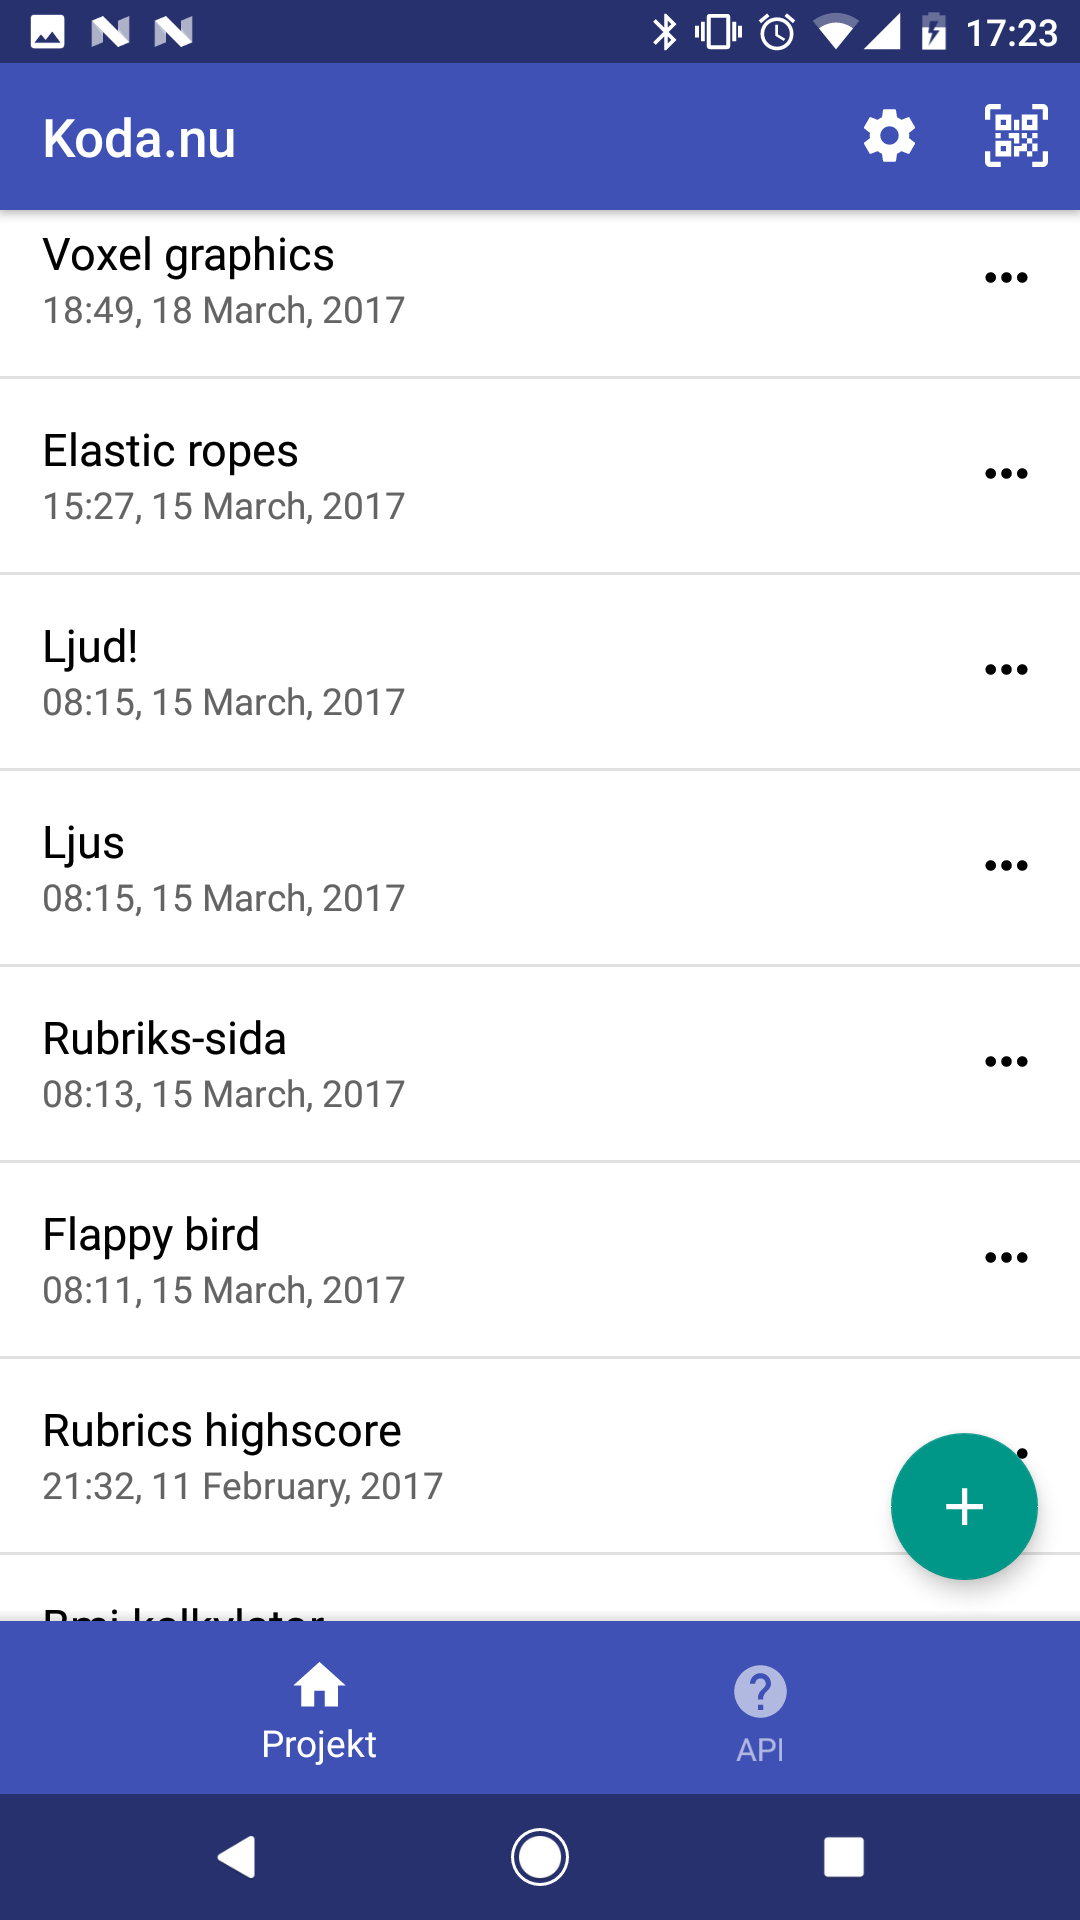 17:23
Koda.nu
Voxel graphics
18:49, 18 March, 2017
Elastic ropes
15:27, 15 March, 2017
Ljud!
08:15, 15 March, 2017
Ljus
08:15, 15 March, 2017
Rubriks-sida
08:13, 15 March, 2017
Flappy bird
08:11, 15 March, 2017
Rubrics highscore
21:32, 11 February, 2017
Bmi kalkylator
Projekt
API